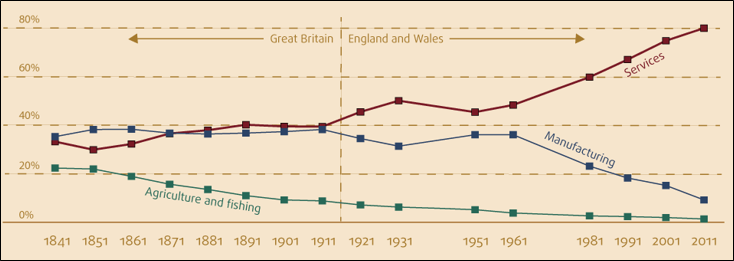 80%
Great Britain England and Wales
60%
Services
40%
Manufacturing
20%
Agriculture and fishing
0%
1841 1851 1861 1871 1881 1891 1901 1911 1921 1931 1951 1961 1981 1991 2001 2011